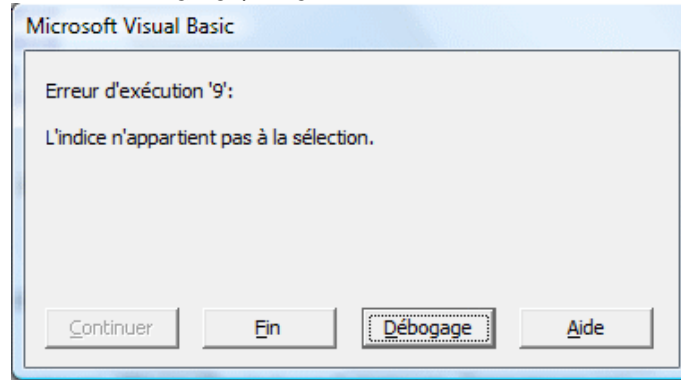 Microsoft Visual Basic
Erreur d'exécution '9':
L'indice n'appartient pas à la sélection.
Continuer
Fin
Débogage
Aide